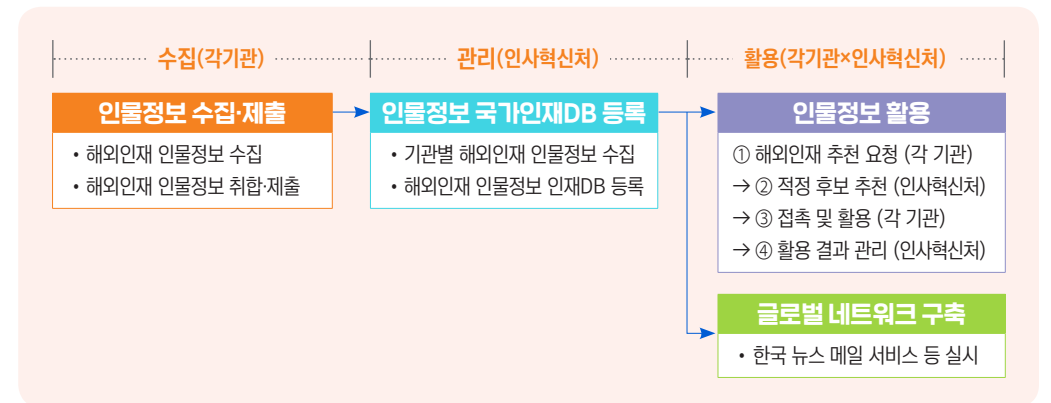 수집(각기관)
관리(인사혁신처)
활용(각기관×인사혁신처)
인물정보 수집·제출
• 해외인재 인물정보 수집
• 해외인재 인물정보 취합·제출
인물정보 국가인재DB 등록
• 기관별 해외인재 인물정보 수집
• 해외인재 인물정보 인재DB 등록
인물정보 활용
① 해외인재 추천 요청 (각 기관)
→ ② 적정 후보 추천 (인사혁신처)
→ ③ 접촉 및 활용 (각 기관)
→ ④ 활용 결과 관리 (인사혁신처)
글로벌 네트워크 구축
• 한국 뉴스 메일 서비스 등 실시